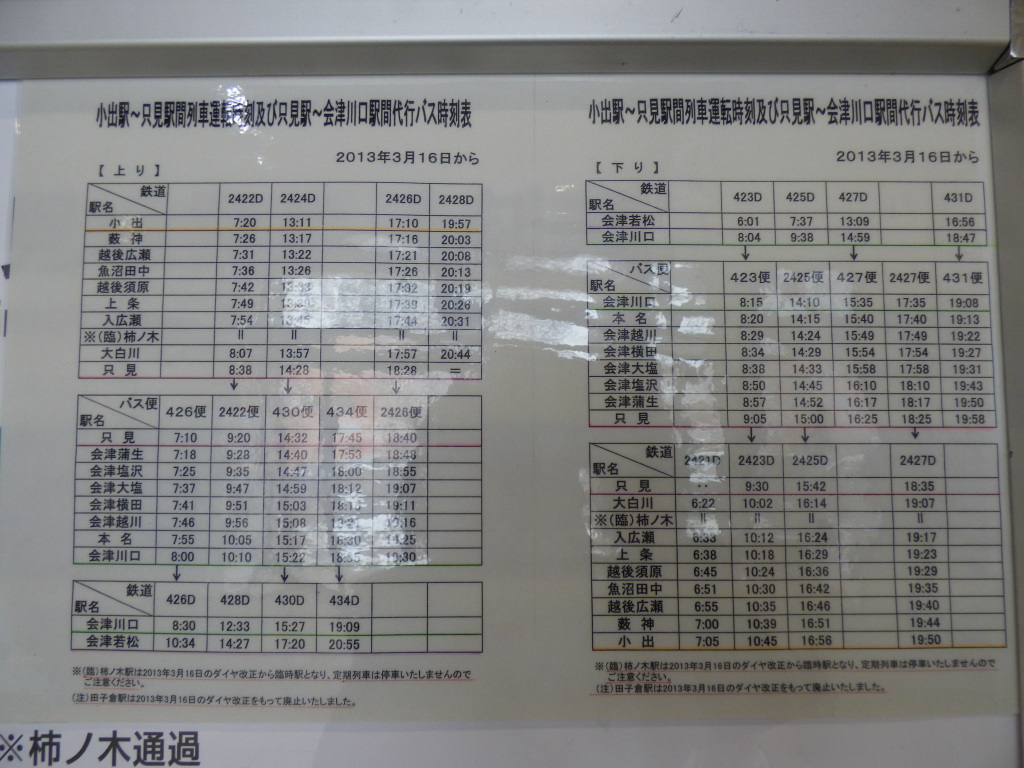 小出駅～只見駅間列車運転時刻及び只見駅～会津川口駅間代行バス時刻表
2013年3月16日から
【 上 り 】
鉄道 駅名 2422D 2424D 2426D 2428D
小 出 7:20 13:11 17:10 19:57
薮 神 7:26 13:17 17:16 20:03
越後広瀬 7:31 13:22 17:21 20:08
魚沼田中 7:36 13:26 17:26 20:13
越後須原 7:42 17:32 20:19
上 条 7:49 17:39 20:26
入広瀬 7:54 17:44 20:31
※(臨)柿ノ木 || || || ||
大白川 8:07 13:57 17:57 20:44
只 見 8:38 14:28 18:28 =
↓ ↓ ↓
バス便 駅名 426便 2422便 430便 434便 2426便
只 見 7:10 9:20 14:32 17:45 18:40
会津蒲生 7:18 9:28 14:40 17:53 18:48
会津塩沢 7:25 9:35 14:47 18:00 18:55
会津大塩 7:37 9:47 14:59 18:12 19:07
会津横田 7:41 9:51 15:03 19:11
会津越川 7:46 9:56 15:08 19:16
本 名 7:55 10:05 15:17 18:30 19:25
会津川口 8:00 10:10 15:22 18:35 19:30
↓ ↓ ↓
鉄道 駅名 426D 428D 430D 434D
会津川口 8:30 12:33 15:27 19:09
会津若松 10:34 14:27 17:20 20:55
※(臨)柿ノ木駅は2013年3月16日のダイヤ改正から臨時駅となり、定期列車は停車いたしませんので
ご注意ください。
(注)田子倉駅は2013年3月16日のダイヤ改正をもって廃止いたしました。
小出駅～只見駅間列車運転時刻及び只見駅～会津川口駅間代行バス時刻表
2013年3月16日から
【 下 り 】
鉄道 駅名 423D 425D 427D 431D
会津若松 6:01 7:37 13:09 16:56
会津川口 8:04 9:38 14:59 18:47
↓ ↓ ↓
バス便 駅名 423便 2425便 427便 2427便 431便
会津川口 8:15 14:10 15:35 17:35 19:08
本 名 8:20 14:15 15:40 17:40 19:13
会津越川 8:29 14:24 15:49 17:49 19:22
会津横田 8:34 14:29 15:54 17:54 19:27
会津大塩 8:38 14:33 15:58 17:58 19:31
会津塩沢 8:50 14:45 16:10 18:10 19:43
会津蒲生 8:57 14:52 16:17 18:17 19:50
只 見 9:05 15:00 16:25 18:25 19:58
↓ ↓ ↓
鉄道 駅名 2421D 2423D 2425D 2427D
只 見 ‥ 9:30 15:42 18:35
大白川 6:22 10:02 16:14 19:07
※(臨)柿ノ木 || || || ||
入広瀬 6:33 10:12 16:24 19:17
上 条 6:38 10:18 16:29 19:23
越後須原 6:45 10:24 16:36 19:29
魚沼田中 6:51 10:30 16:42 19:35
越後広瀬 6:55 10:35 16:46 19:40
薮 神 7:00 10:39 16:51 19:44
小 出 7:05 10:45 16:56 19:50
※(臨)柿ノ木駅は2013年3月16日のダイヤ改正から臨時駅となり、定期列車は停車いたしませんので
ご注意ください。
(注)田子倉駅は2013年3月16日のダイヤ改正をもって廃止いたしました。
※柿ノ木通過